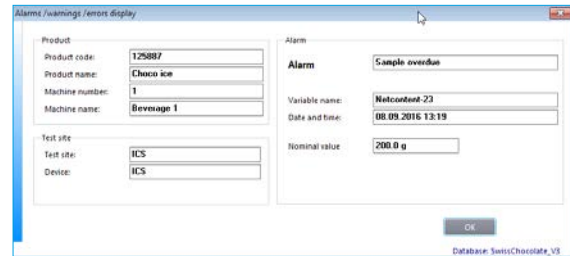 Alarms /warnings /errors display
Product
Product code: 125887
Product name: Choco ice
Machine number: 1
Machine name: Beverage 1
Test site
Test site: ICS
Device: ICS
Alarm
Alarm Sample overdue
Variable name: Netcontent-23
Date and time: 08.09.2016 13:19
Nominal value 200.0 g
OK
Database: SwissChocolate_V3